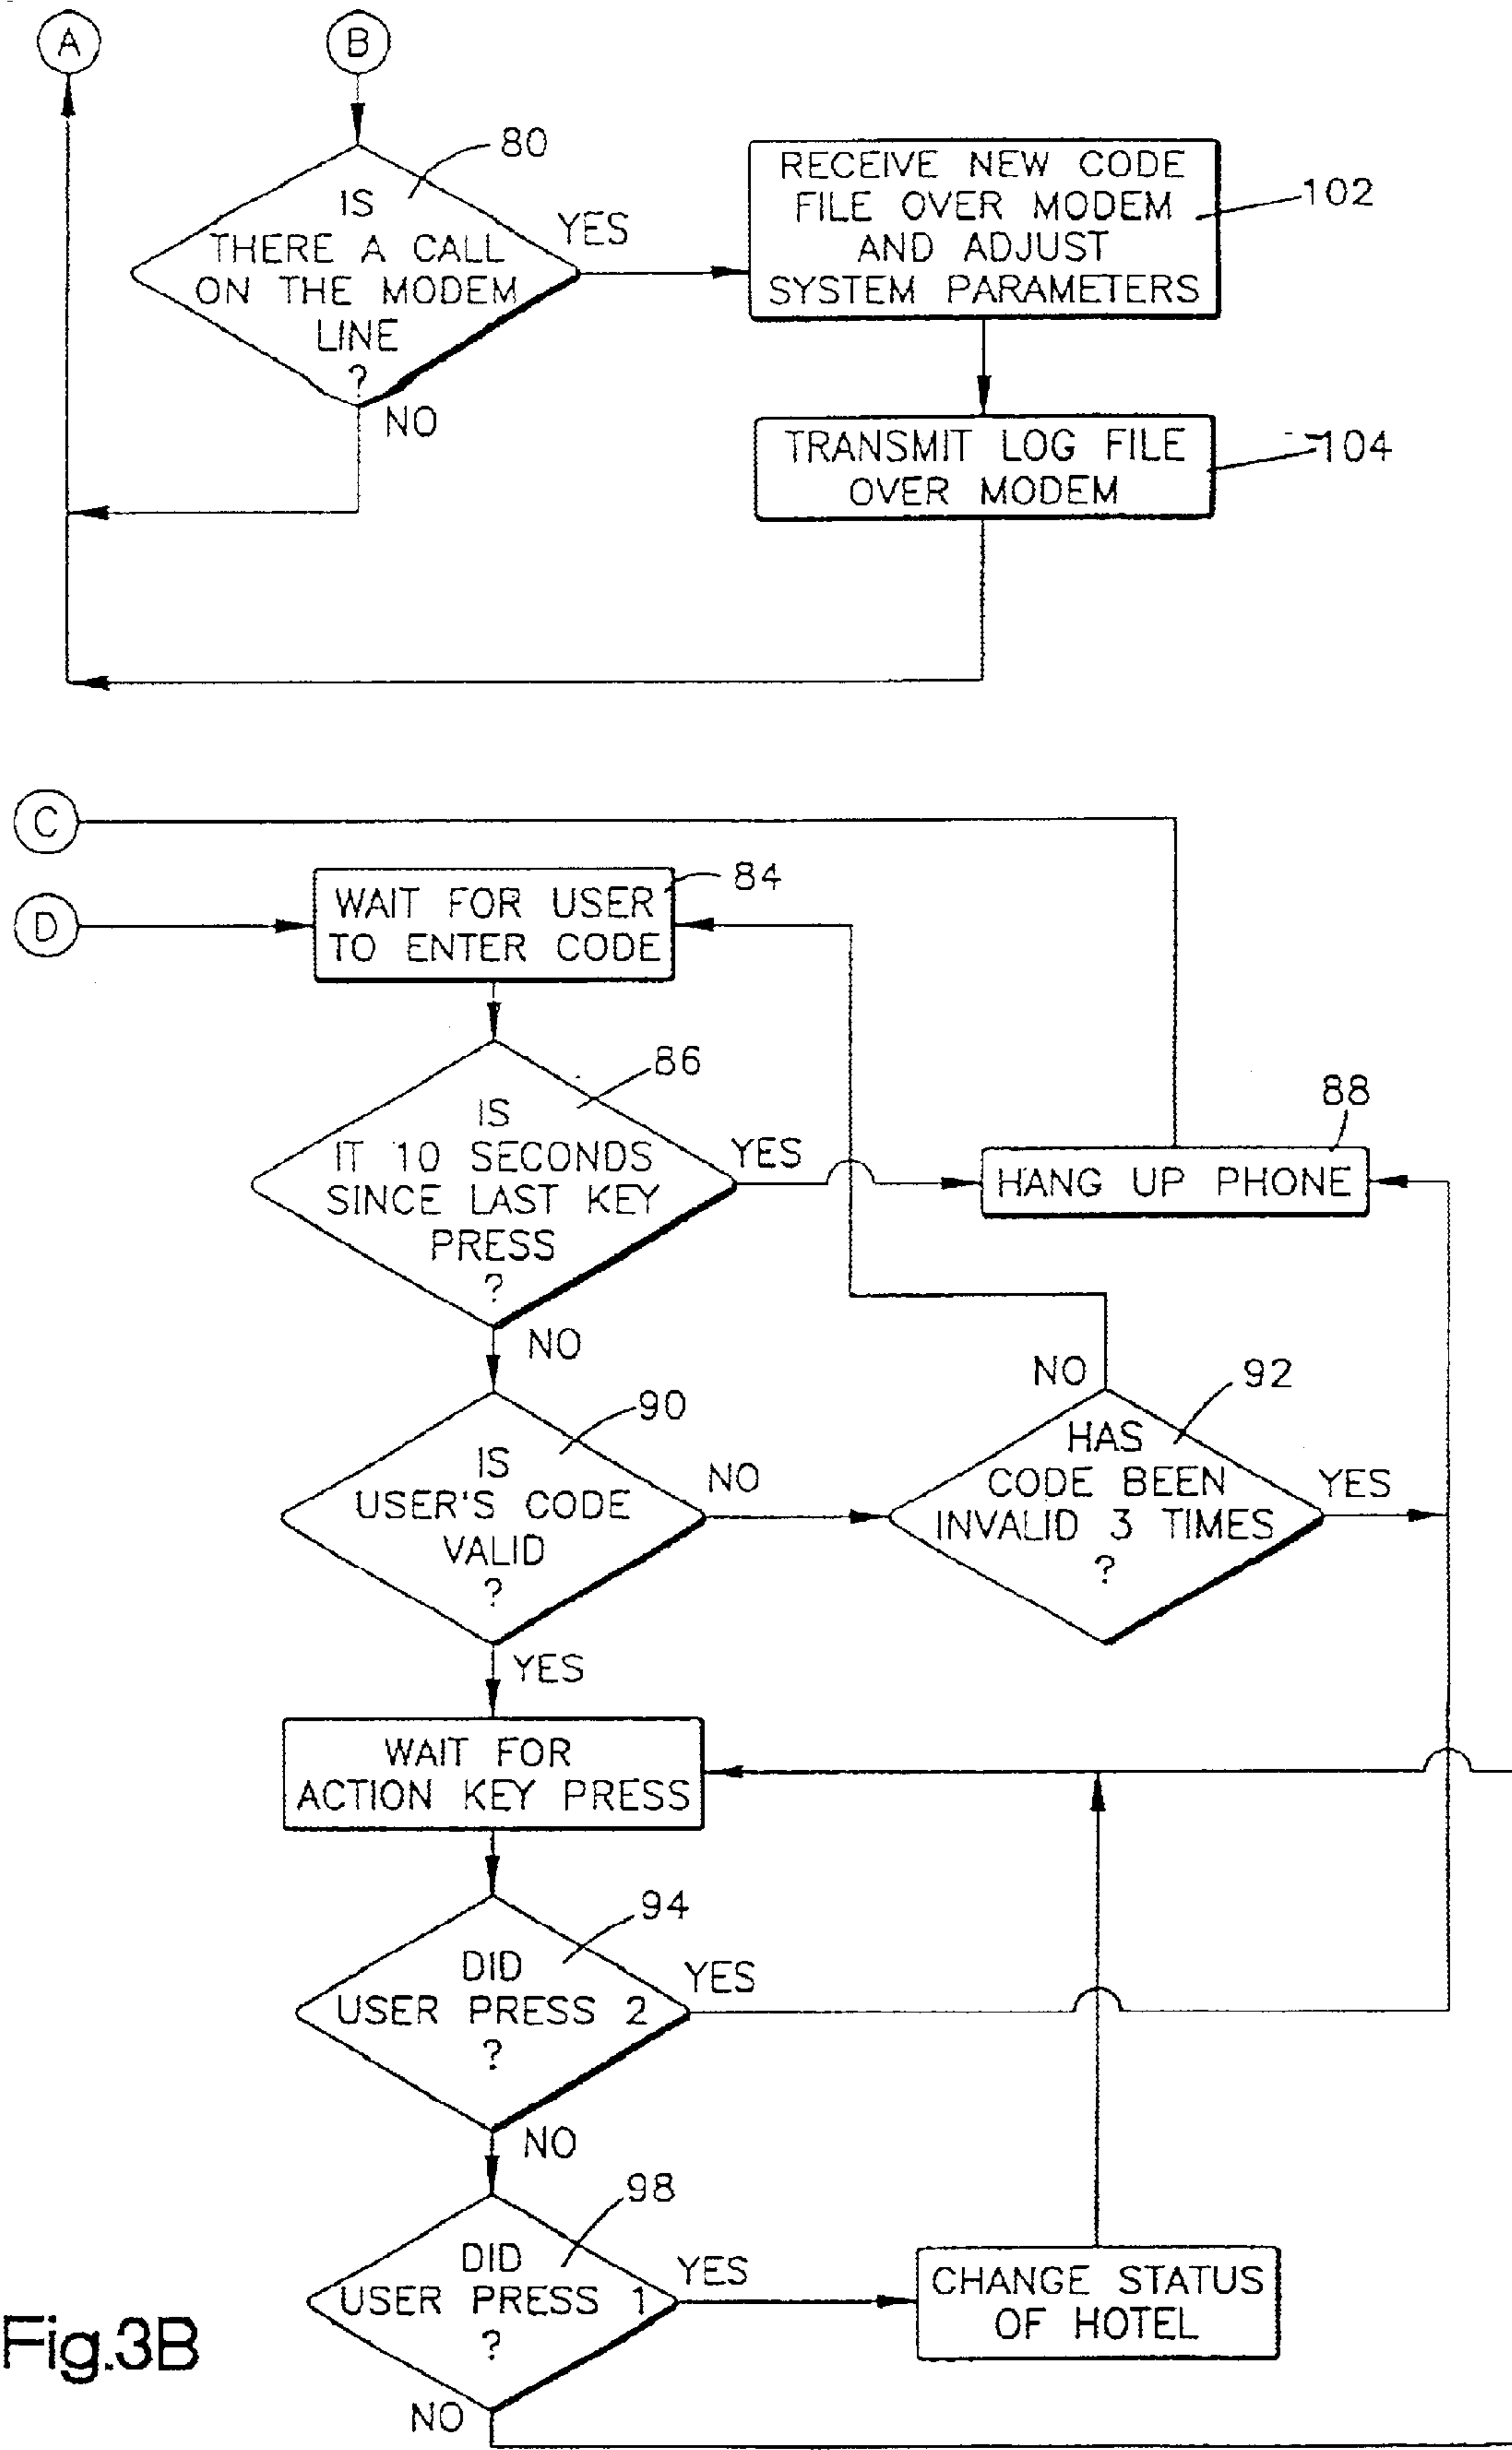 A
B
80
IS
THERE A CALL
ON THE MODEM
LINE
?
YES
NO
RECEIVE NEW CODE
FILE OVER MODEM
AND ADJUST
SYSTEM PARAMETERS
102
TRANSMIT LOG FILE
OVER MODEM
104
C
D
WAIT FOR USER
TO ENTER CODE
84
86
IS
IT 10 SECONDS
SINCE LAST KEY
PRESS
?
YES
NO
88
HANG UP PHONE
90
IS
USER'S CODE
VALID
?
NO
YES
92
NO
HAS
CODE BEEN
INVALID 3 TIMES
?
YES
WAIT FOR
ACTION KEY PRESS
94
DID
USER PRESS 2
?
YES
NO
98
DID
USER PRESS 1
?
YES
NO
CHANGE STATUS
OF HOTEL
Fig.3B